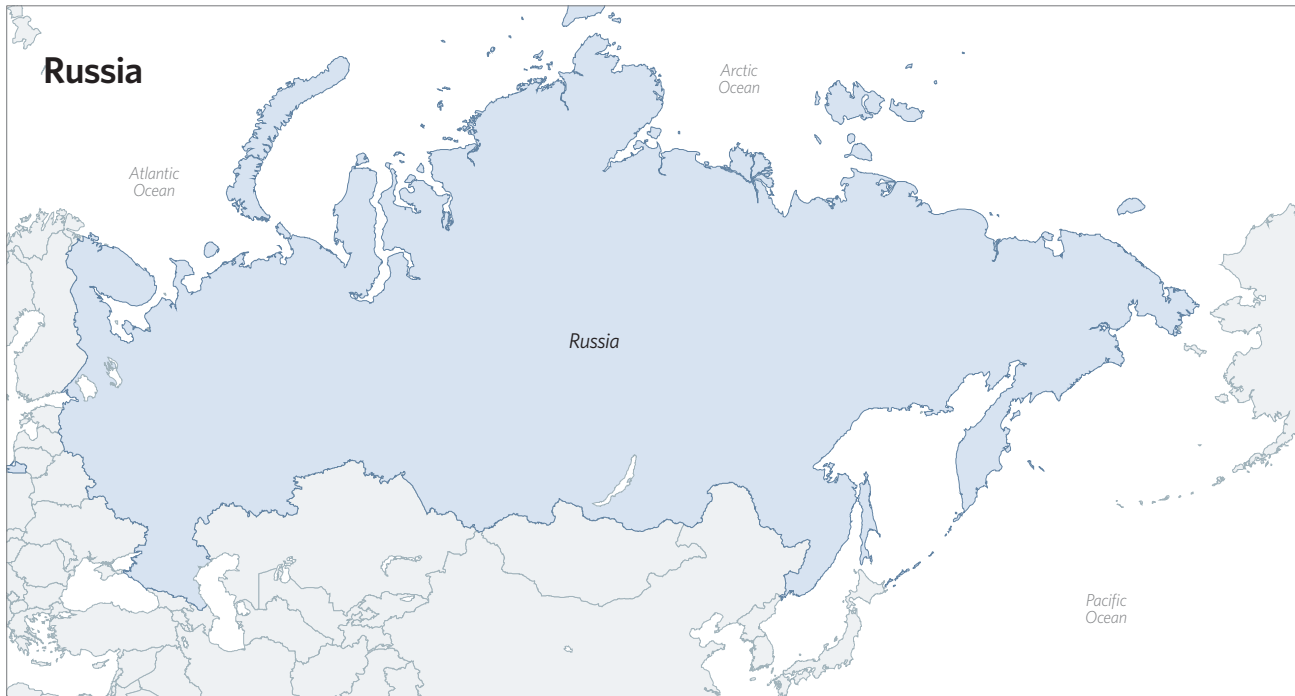 Russia
Arctic
Ocean
Atlantic
Ocean
Russia
Pacific
Ocean